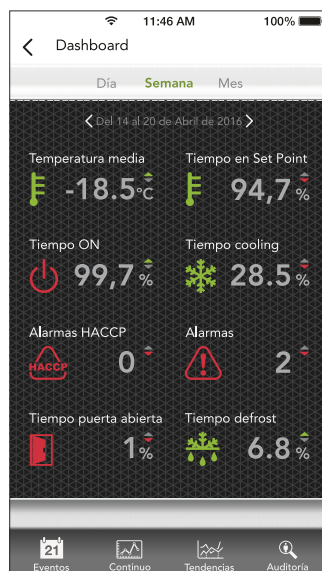 11:46 AM 100%
Dashboard
Día Semana Mes
Del 14 al 20 de Abril de 2016
Temperatura media Tiempo en Set Point
-18.5°C 94,7%
Tiempo ON Tiempo cooling
99,7% 28.5%
Alarmas HACCP Alarmas
HACCP 0 2
Tiempo puerta abierta Tiempo defrost
1% 6.8%
21
Eventos Continuo Tendencias Auditoría